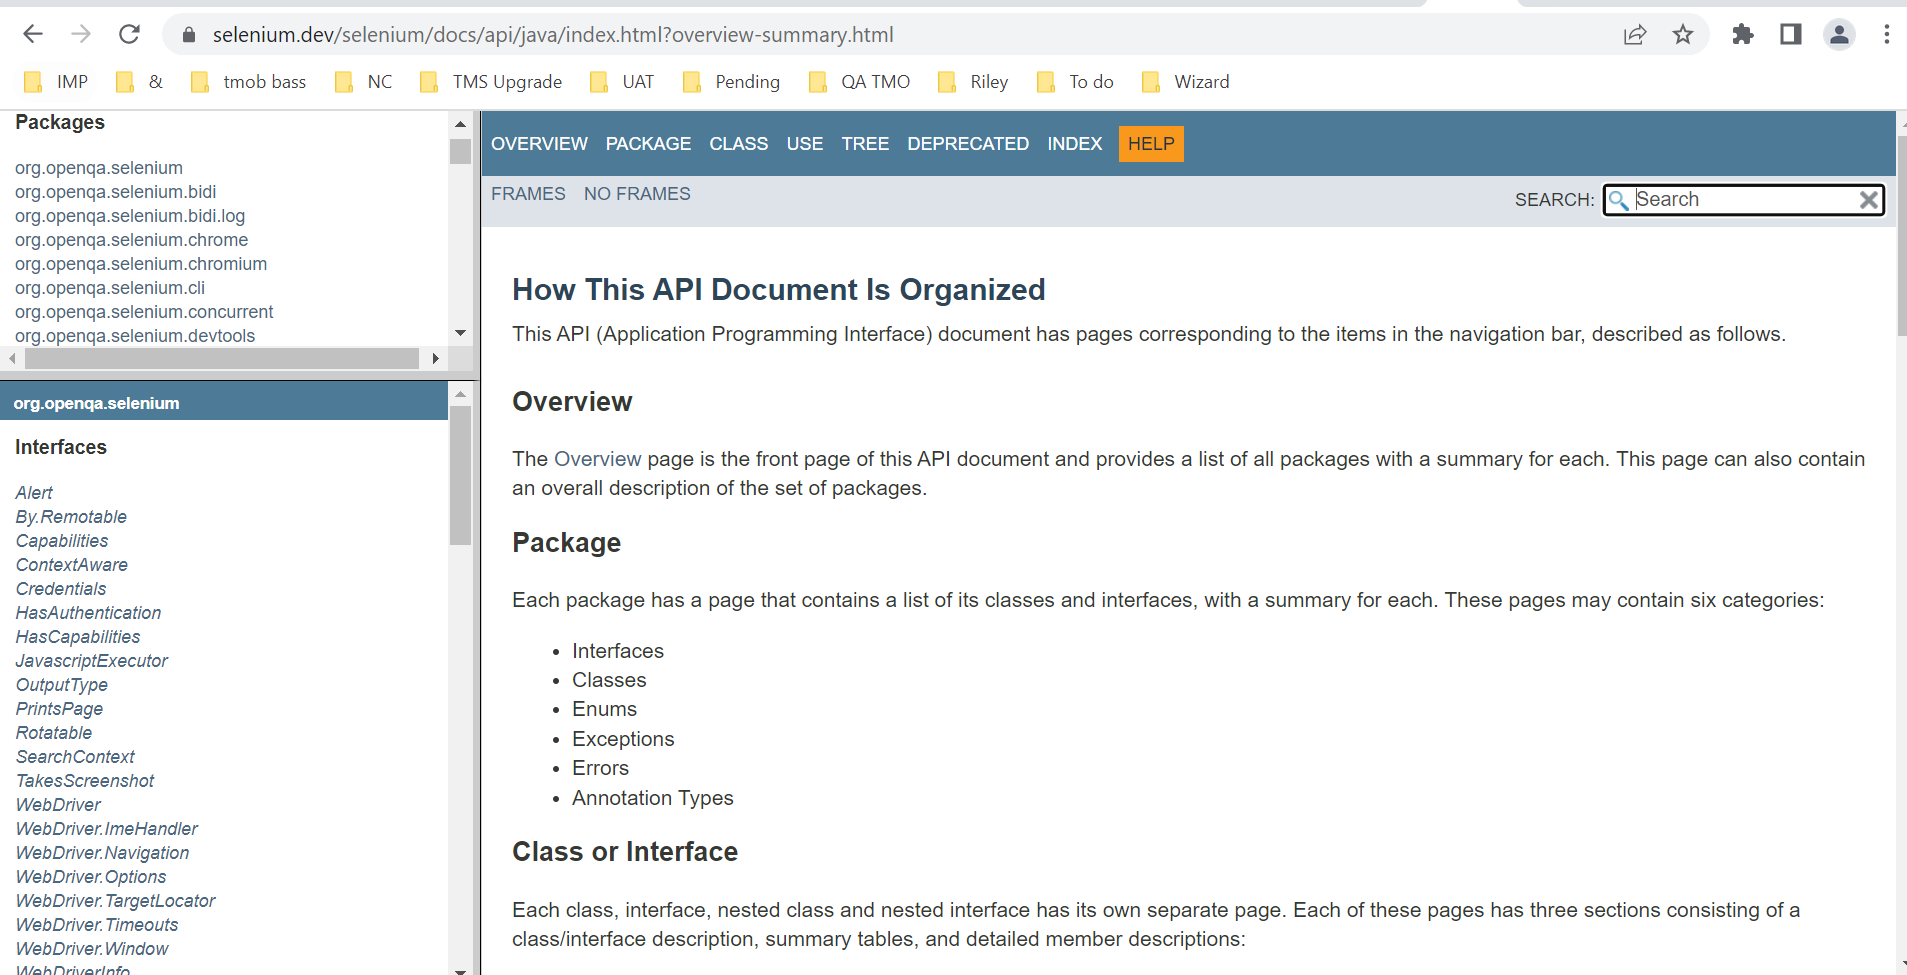 selenium.dev/selenium/docs/api/java/index.html?overview-summary.html
IMP & tmob bass NC TMS Upgrade UAT Pending QA TMO Riley To do Wizard
Packages
org.openqa.selenium
org.openqa.selenium.bidi
org.openqa.selenium.bidi.log
org.openqa.selenium.chrome
org.openqa.selenium.chromium
org.openqa.selenium.cli
org.openqa.selenium.concurrent
org.openqa.selenium.devtools
org.openqa.selenium
Interfaces
Alert
By.Remotable
Capabilities
ContextAware
Credentials
HasAuthentication
HasCapabilities
JavascriptExecutor
OutputType
PrintsPage
Rotatable
SearchContext
TakesScreenshot
WebDriver
WebDriver.ImeHandler
WebDriver.Navigation
WebDriver.Options
WebDriver.TargetLocator
WebDriver.Timeouts
WebDriver.Window
WebDriverInfo
OVERVIEW PACKAGE CLASS USE TREE DEPRECATED INDEX HELP
FRAMES NO FRAMES SEARCH: Search
How This API Document Is Organized
This API (Application Programming Interface) document has pages corresponding to the items in the navigation bar, described as follows.
Overview
The Overview page is the front page of this API document and provides a list of all packages with a summary for each. This page can also contain
an overall description of the set of packages.
Package
Each package has a page that contains a list of its classes and interfaces, with a summary for each. These pages may contain six categories:
• Interfaces
• Classes
• Enums
• Exceptions
• Errors
• Annotation Types
Class or Interface
Each class, interface, nested class and nested interface has its own separate page. Each of these pages has three sections consisting of a
class/interface description, summary tables, and detailed member descriptions: